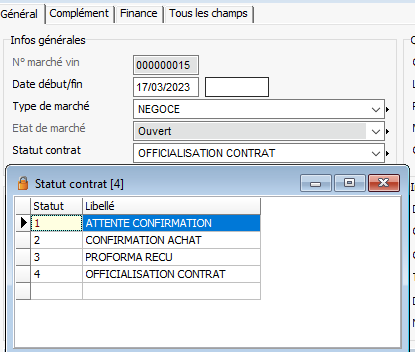 Général Complément Finance Tous les champs
Infos générales
N° marché vin 000000015
Date début/fin 17/03/2023
Type de marché NEGOCE
Etat de marché Ouvert
Statut contrat OFFICIALISATION CONTRAT
Statut contrat [4]
Statut Libellé
1 ATTENTE CONFIRMATION
2 CONFIRMATION ACHAT
3 PROFORMA RECU
4 OFFICIALISATION CONTRAT